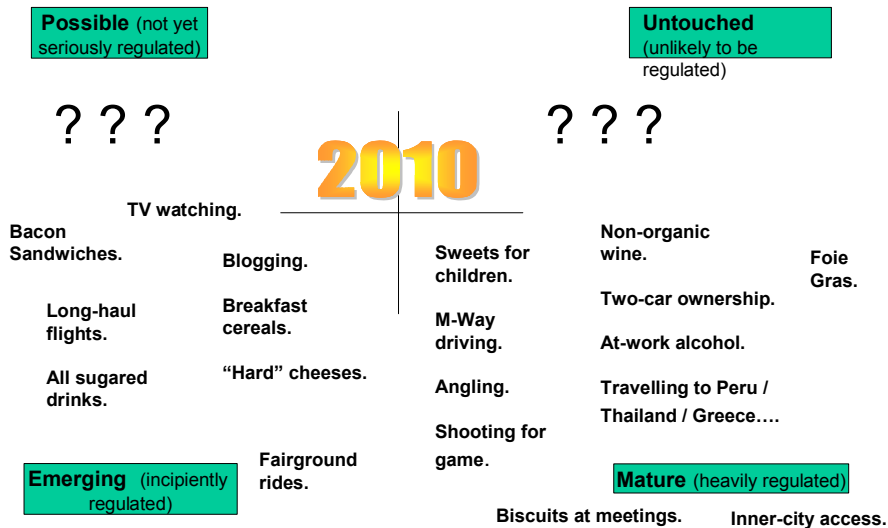 Possible (not yet
seriously regulated)
Untouched
(unlikely to be
regulated)
? ? ?
? ? ?
2010
TV watching.
Bacon
Sandwiches.
Blogging.
Long-haul
flights.
Breakfast
cereals.
All sugared
drinks.
“Hard” cheeses.
Fairground
rides.
Emerging (incipiently
regulated)
Sweets for
children.
M-Way
driving.
Angling.
Shooting for
game.
Non-organic
wine.
Foie
Gras.
Two-car ownership.
At-work alcohol.
Travelling to Peru /
Thailand / Greece….
Mature (heavily regulated)
Biscuits at meetings.
Inner-city access.